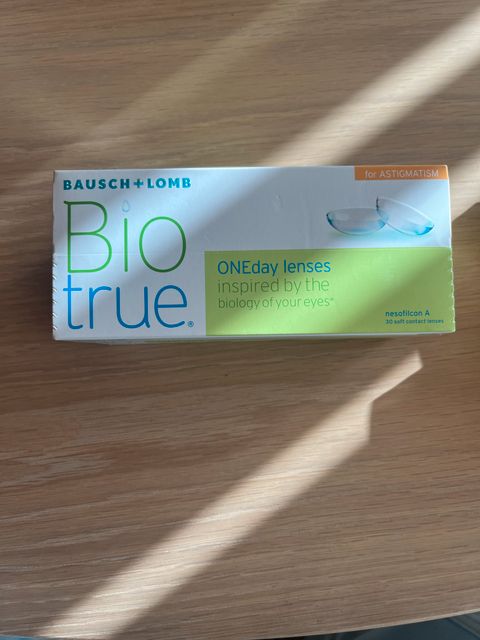 BAUSCH + LOMB
for ASTIGMATISM
Bio
true®
ONEday lenses
inspired by the
biology of your eyes*
nesofilcon A
30 soft contact lenses